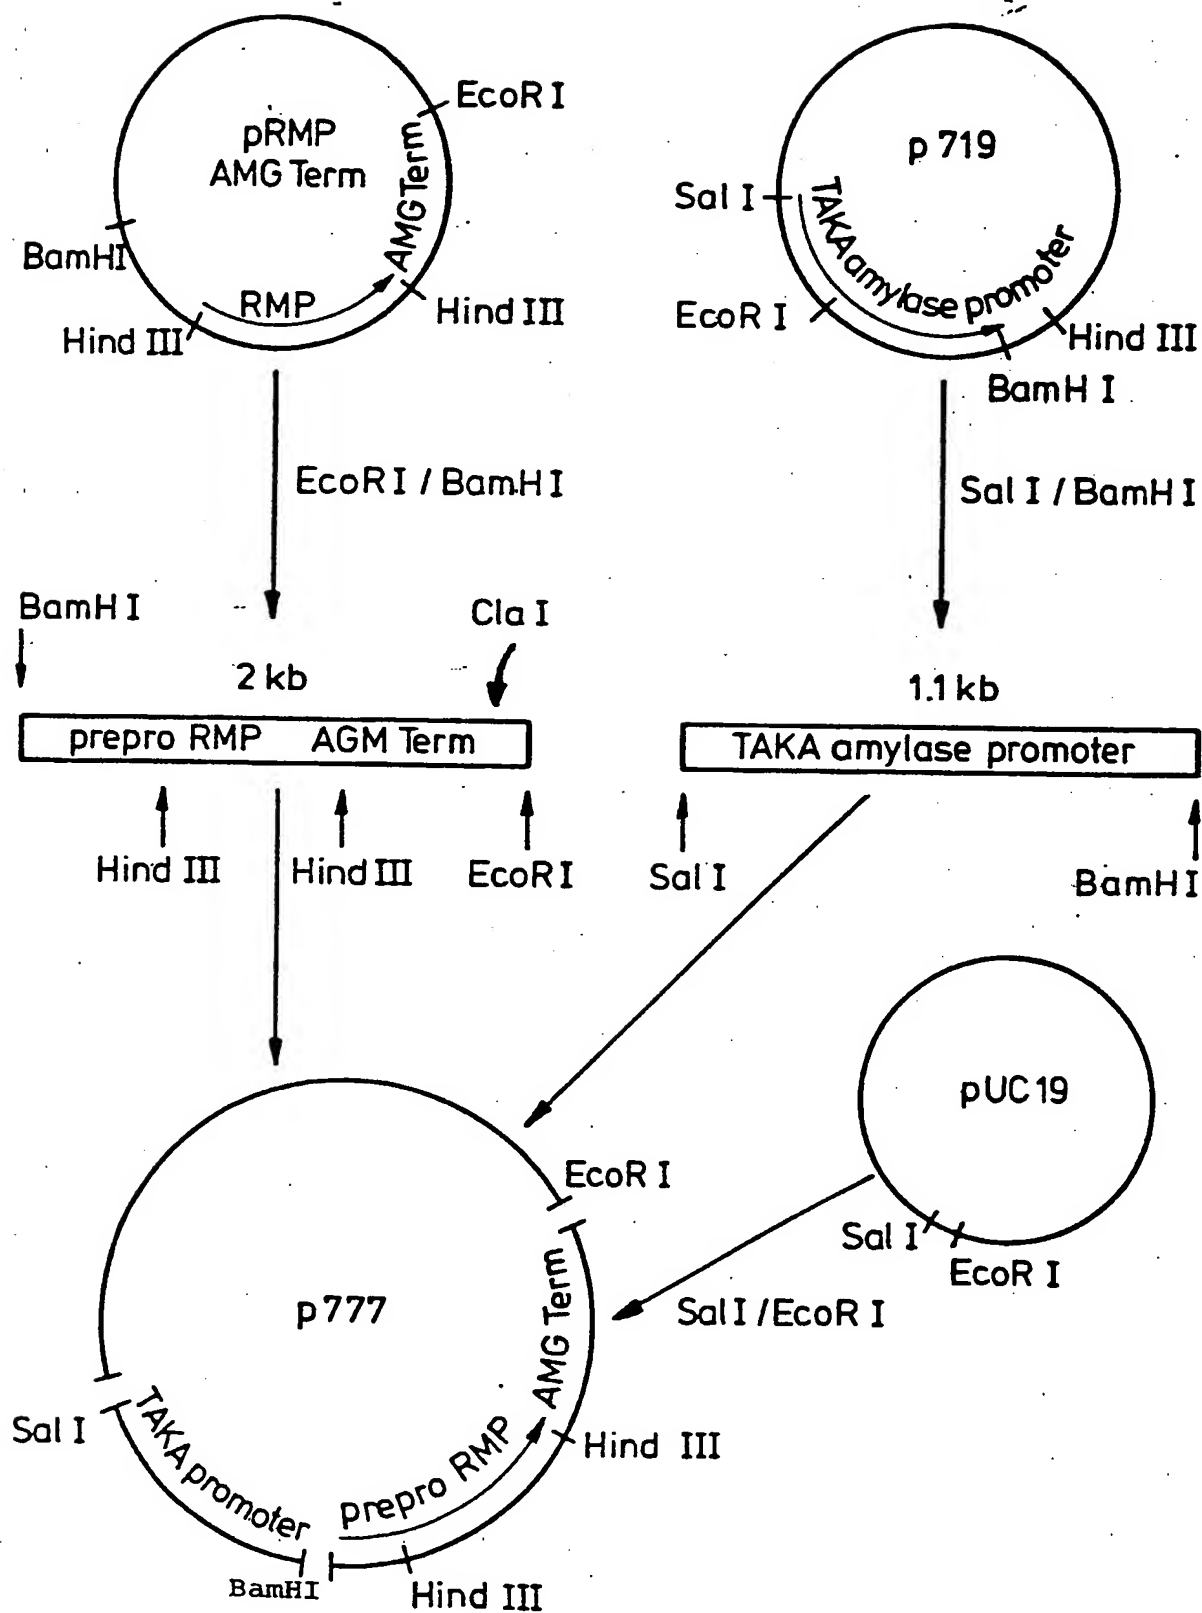 pRMP
AMG Term
EcoR I
AMG Term
BamHI
RMP
Hind III
Hind III
p 719
Sal I
TAKA amylase promoter
EcoR I
Hind III
BamH I
EcoR I / BamH I
Sal I / BamH I
BamH I
Cla I
2 kb
1.1 kb
prepro RMP AGM Term
TAKA amylase promoter
Hind III
Hind III
EcoR I
Sal I
BamH I
pUC19
EcoR I
Sal I
EcoR I
Sal I / EcoR I
p777
AMG Term
Sal I
TAKA promoter
prepro RMP
Hind III
BamHI
Hind III